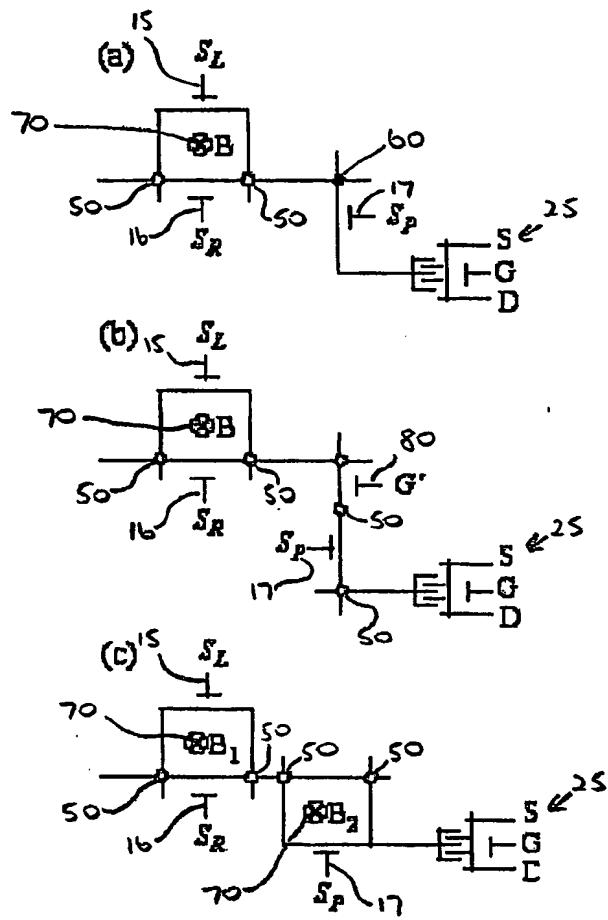 15
(a) S_L
70 B 60
50 50 17
16 S_R S_P 25
S
G
D
(b) 15 S_L
70 B 80
50 50 G'
16 S_R 50
S_P 25
17 S
G
50 D
(c) 15 S_L
70 B_1 50 50 50
50 B_2 25
16 S_R S
G
70 D
S_P 17